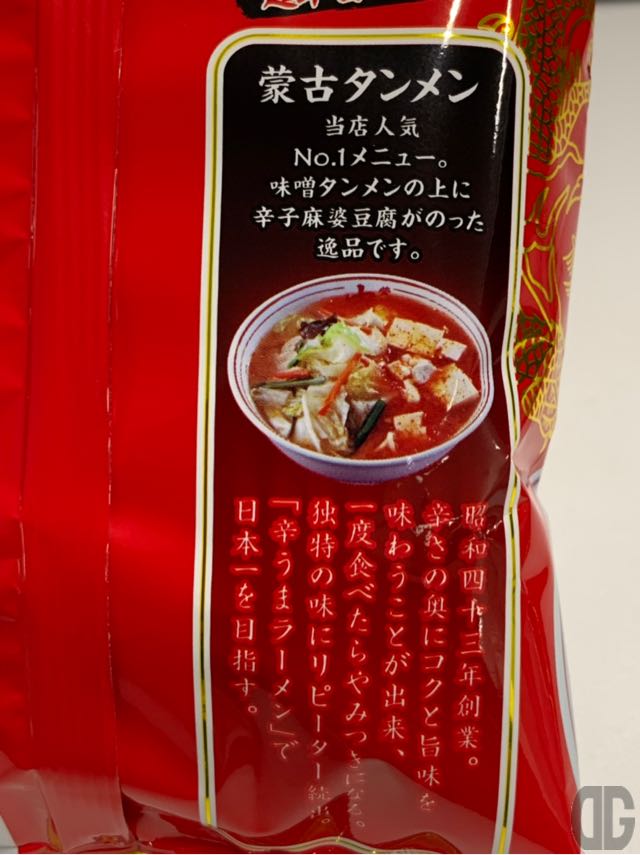 蒙古タンメン
当店人気
No.1メニュー。
味噌タンメンの上に
辛子麻婆豆腐がのった
逸品です。
昭和四十三年創業。
辛さの奥にコクと旨味を
味わうことが出来、
一度食べたらやみつきになる。
独特の味にリピーター続出。
「辛うまラーメン」で
日本一を目指す。
DG